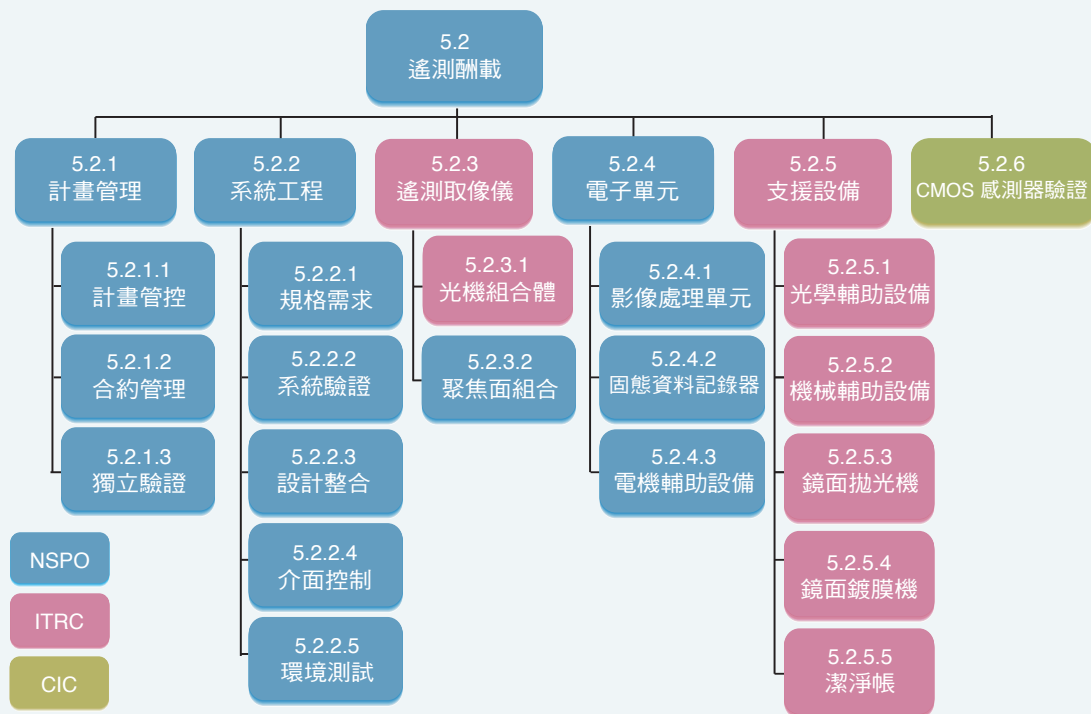 5.2
遙測酬載
5.2.1
計畫管理
5.2.2
系統工程
5.2.3
遙測取像儀
5.2.4
電子單元
5.2.5
支援設備
5.2.6
CMOS 感測器驗證
5.2.1.1
計畫管控
5.2.1.2
合約管理
5.2.1.3
獨立驗證
5.2.2.1
規格需求
5.2.2.2
系統驗證
5.2.2.3
設計整合
5.2.2.4
介面控制
5.2.2.5
環境測試
5.2.3.1
光機組合體
5.2.3.2
聚焦面組合
5.2.4.1
影像處理單元
5.2.4.2
固態資料記錄器
5.2.4.3
電機輔助設備
5.2.5.1
光學輔助設備
5.2.5.2
機械輔助設備
5.2.5.3
鏡面拋光機
5.2.5.4
鏡面鍍膜機
5.2.5.5
潔淨帳
NSPO
ITRC
CIC